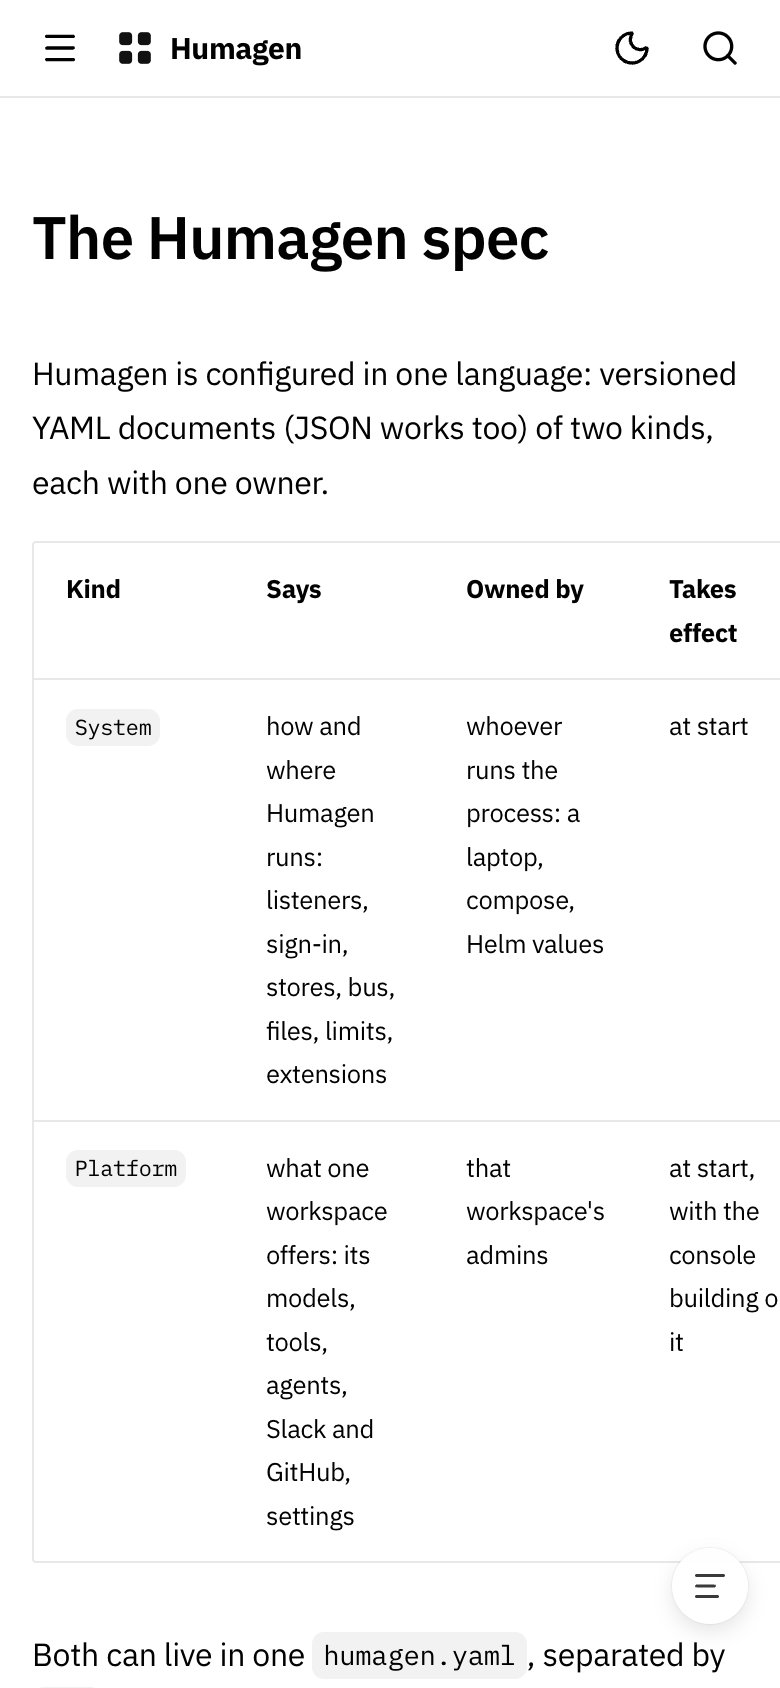 Humagen
The Humagen spec
Humagen is configured in one language: versioned
YAML documents (JSON works too) of two kinds,
each with one owner.
Kind Says Owned by Takes
effect
System how and whoever at start
where runs the
Humagen process: a
runs: laptop,
listeners, compose,
sign-in, Helm values
stores, bus,
files, limits,
extensions
Platform what one that at start,
workspace workspace's with the
offers: its admins console
models, building
tools, it
agents,
Slack and
GitHub,
settings
Both can live in one humagen.yaml, separated by